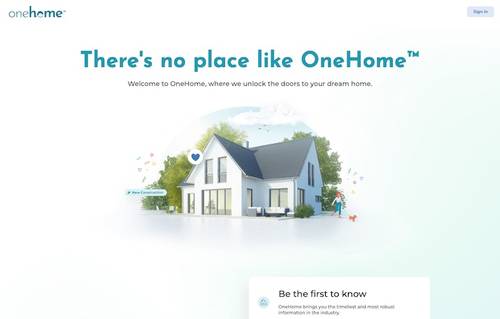 onehome™
Sign In
There's no place like OneHome™
Welcome to OneHome, where we unlock the doors to your dream home.
New Construction
Be the first to know
OneHome brings you the timeliest and most robust
information in the industry.